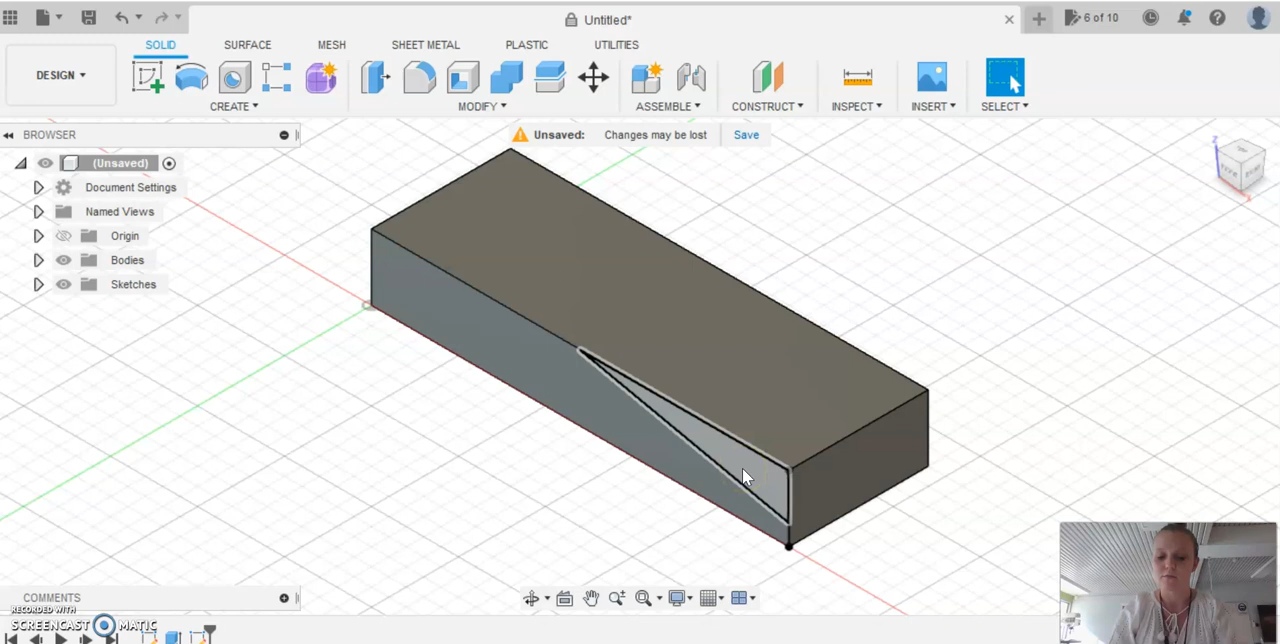 Untitled*
6 of 10
SOLID SURFACE MESH SHEET METAL PLASTIC UTILITIES
DESIGN
CREATE MODIFY ASSEMBLE CONSTRUCT INSPECT INSERT SELECT
BROWSER
Unsaved: Changes may be lost Save
(Unsaved)
Document Settings
Named Views
Origin
Bodies
Sketches
Z
X
COMMENTS
RECORDED WITH
SCREENCAST MATIC